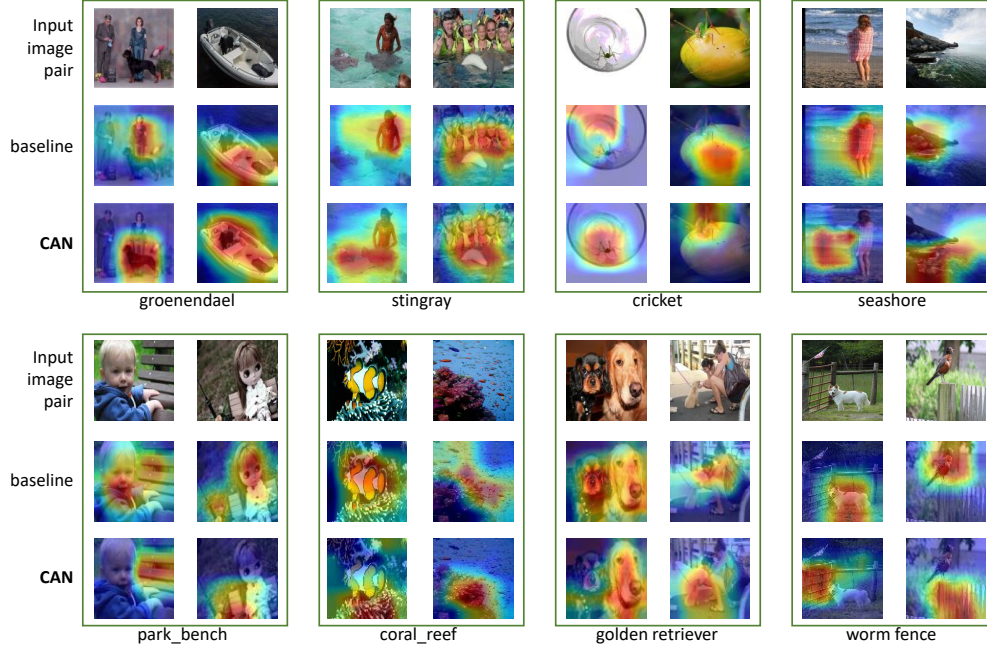 Input
image
pair
baseline
CAN
groenendael
stingray
cricket
seashore
Input
image
pair
baseline
CAN
park_bench
coral_reef
golden retriever
worm fence